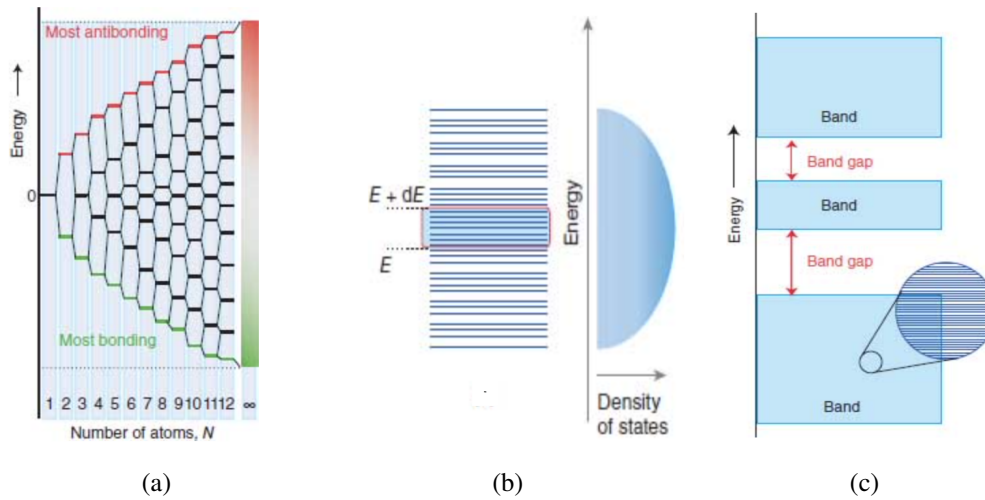 Most antibonding
Energy
0
Most bonding
1 2 3 4 5 6 7 8 9 10 11 12 ∞
Number of atoms, N
(a)
E + dE
E
Energy
Density
of states
(b)
Energy
Band
Band gap
Band
Band gap
Band
(c)